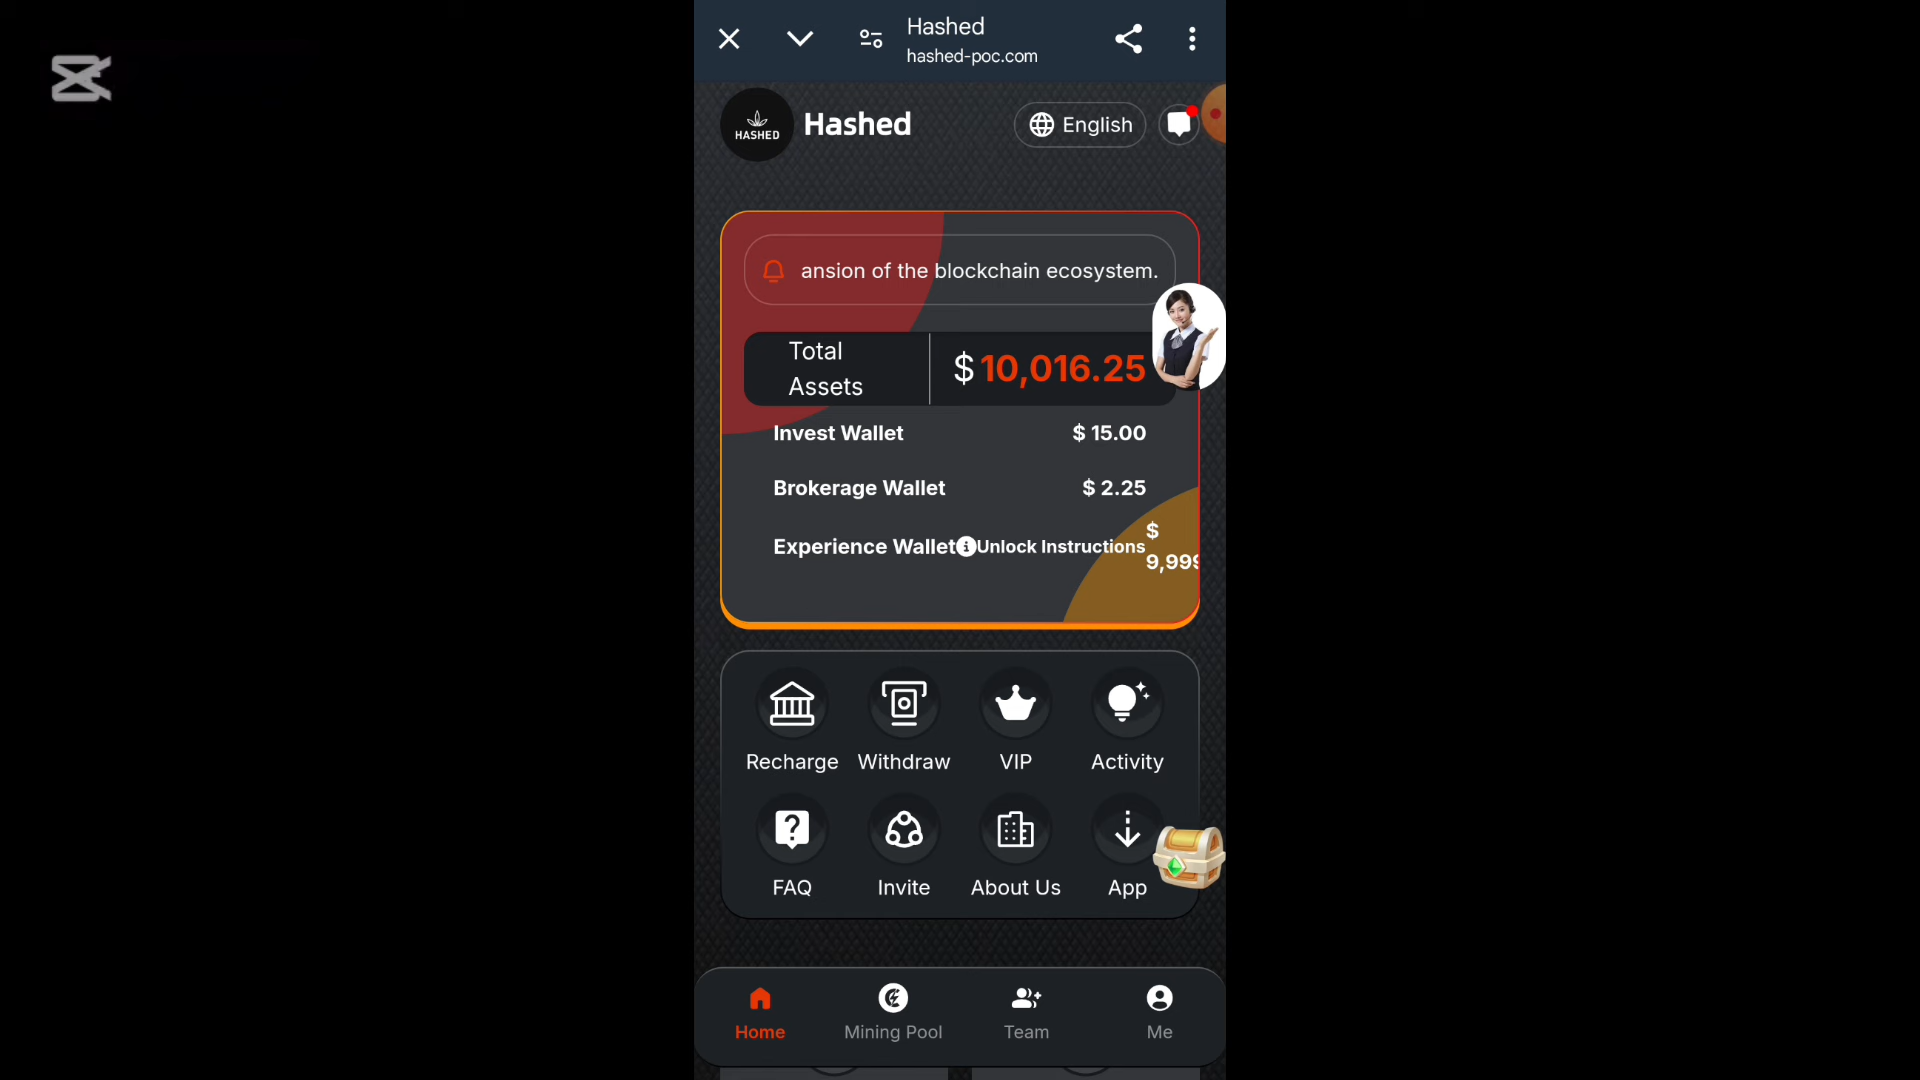 Hashed
hashed-poc.com
HASHED
Hashed
English
ansion of the blockchain ecosystem.
Total
Assets
$ 10,016.25
Invest Wallet $ 15.00
Brokerage Wallet $ 2.25
Experience Wallet Unlock Instructions $
9,999
Recharge Withdraw VIP Activity
FAQ Invite About Us App
Home Mining Pool Team Me